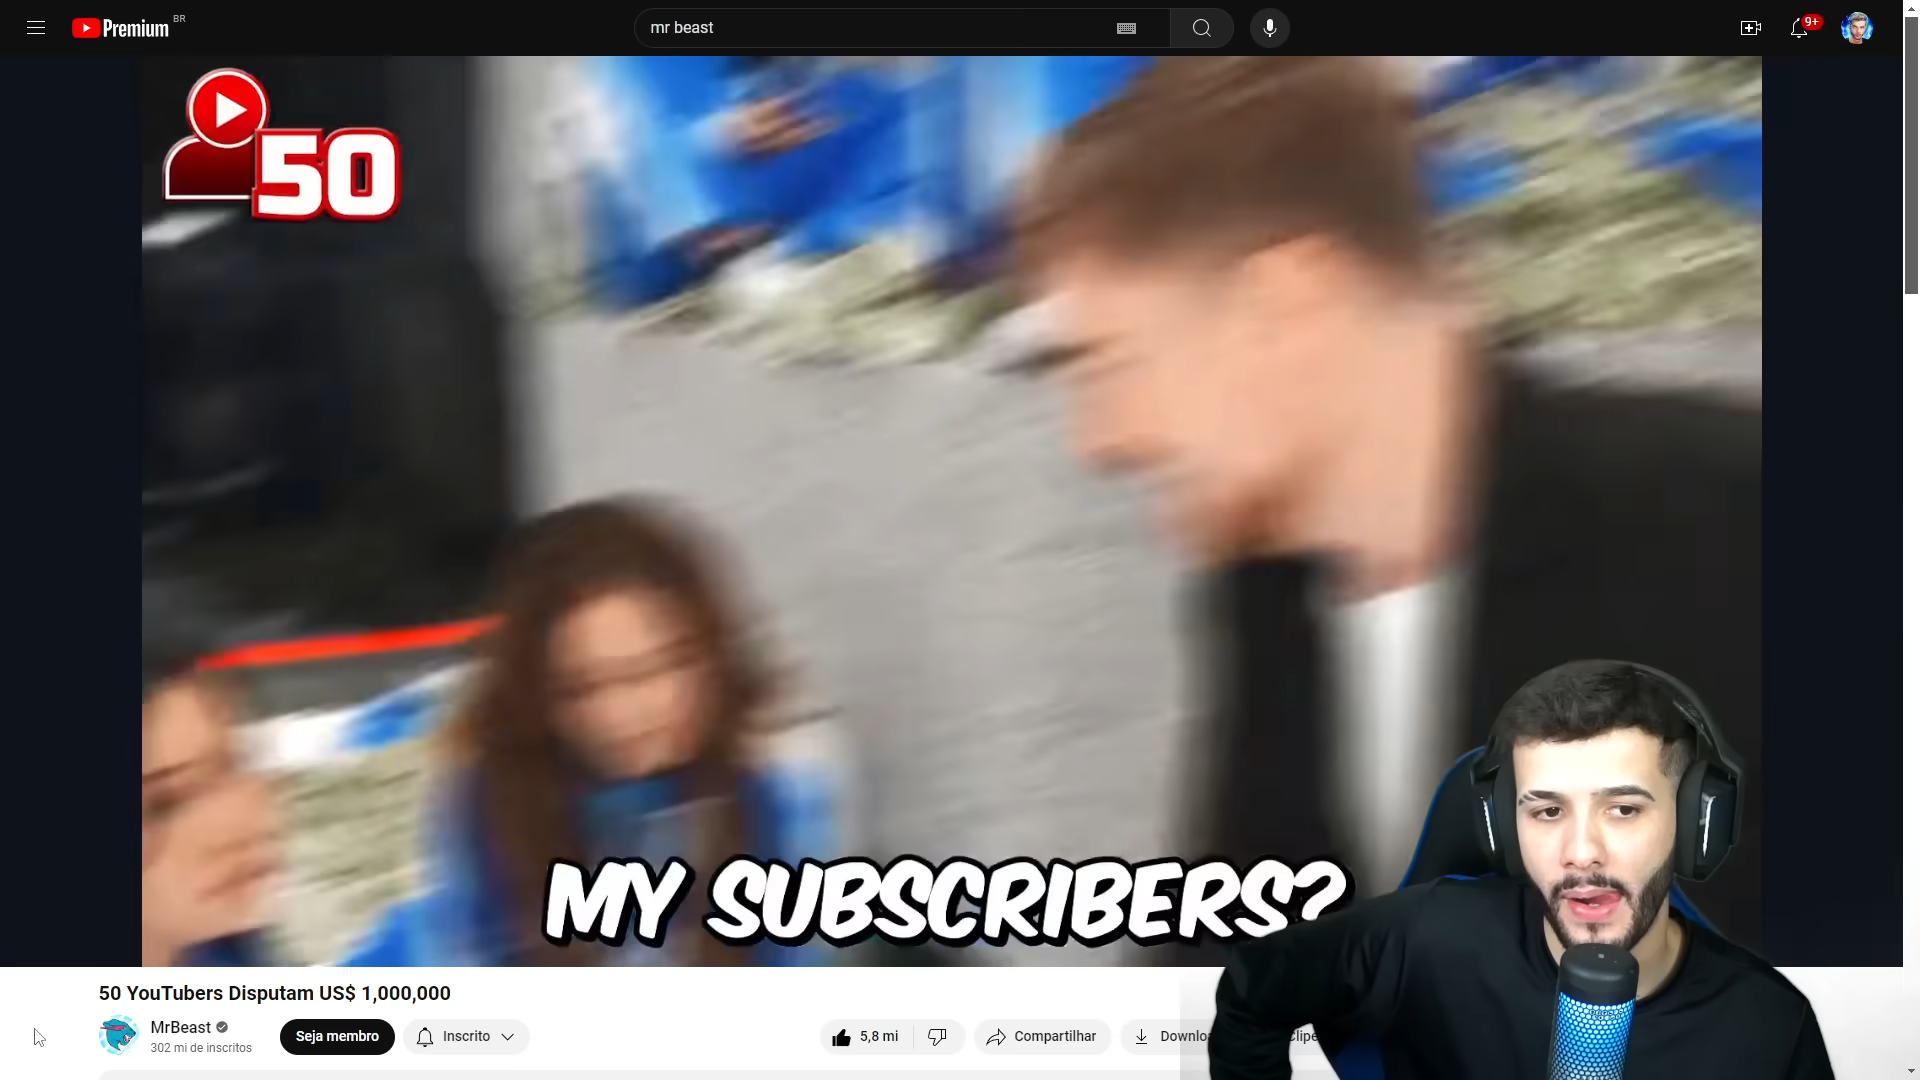 Premium BR
mr beast
9+
50
MY SUBSCRIBERS?
50 YouTubers Disputam US$ 1,000,000
MrBeast
302 mi de inscritos
Seja membro
Inscrito
5,8 mi
Compartilhar